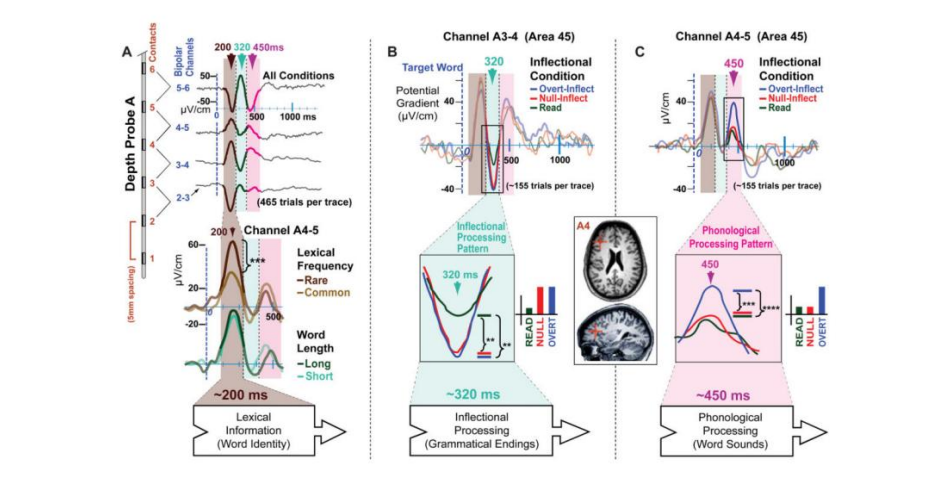 Channel A3-4 (Area 45)
Channel A4-5 (Area 45)
A
Contacts
Bipolar
Channels
Depth Probe A
6
5
4
3
2
1
(5mm spacing)
5-6
4-5
3-4
2-3
200 320 450ms
All Conditions
50
-50
µV/cm
0
500
1000 ms
(465 trials per trace)
200
Channel A4-5
60
20
-20
µV/cm
***
Lexical
Frequency
Rare
Common
0
500
Word
Length
Long
Short
~200 ms
Lexical
Information
(Word Identity)
B
320
Target Word
Inflectional
Condition
Overt-Inflect
Null-Inflect
Read
Potential
Gradient
(µV/cm)
40
0
-40
500
1000
(~155 trials per trace)
Inflectional
Processing
Pattern
320 ms
**
**
READ
NULL
OVERT
~320 ms
Inflectional
Processing
(Grammatical Endings)
A4
C
450
Inflectional
Condition
Overt-Inflect
Null-Inflect
Read
µV/cm
40
0
-40
1000
(~155 trials per trace)
Phonological
Processing Pattern
450
***
****
READ
NULL
OVERT
~450 ms
Phonological
Processing
(Word Sounds)